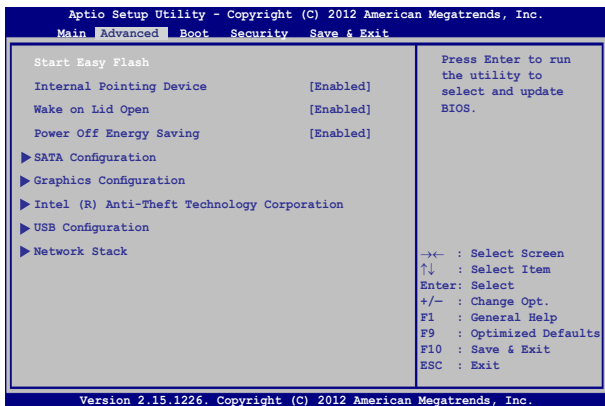 Aptio Setup Utility - Copyright (C) 2012 American Megatrends, Inc.
Main Advanced Boot Security Save & Exit
Start Easy Flash
Internal Pointing Device [Enabled]
Wake on Lid Open [Enabled]
Power Off Energy Saving [Enabled]
SATA Configuration
Graphics Configuration
Intel (R) Anti-Theft Technology Corporation
USB Configuration
Network Stack
Press Enter to run
the utility to
select and update
BIOS.
→← : Select Screen
↑↓ : Select Item
Enter: Select
+/— : Change Opt.
F1 : General Help
F9 : Optimized Defaults
F10 : Save & Exit
ESC : Exit
Version 2.15.1226. Copyright (C) 2012 American Megatrends, Inc.